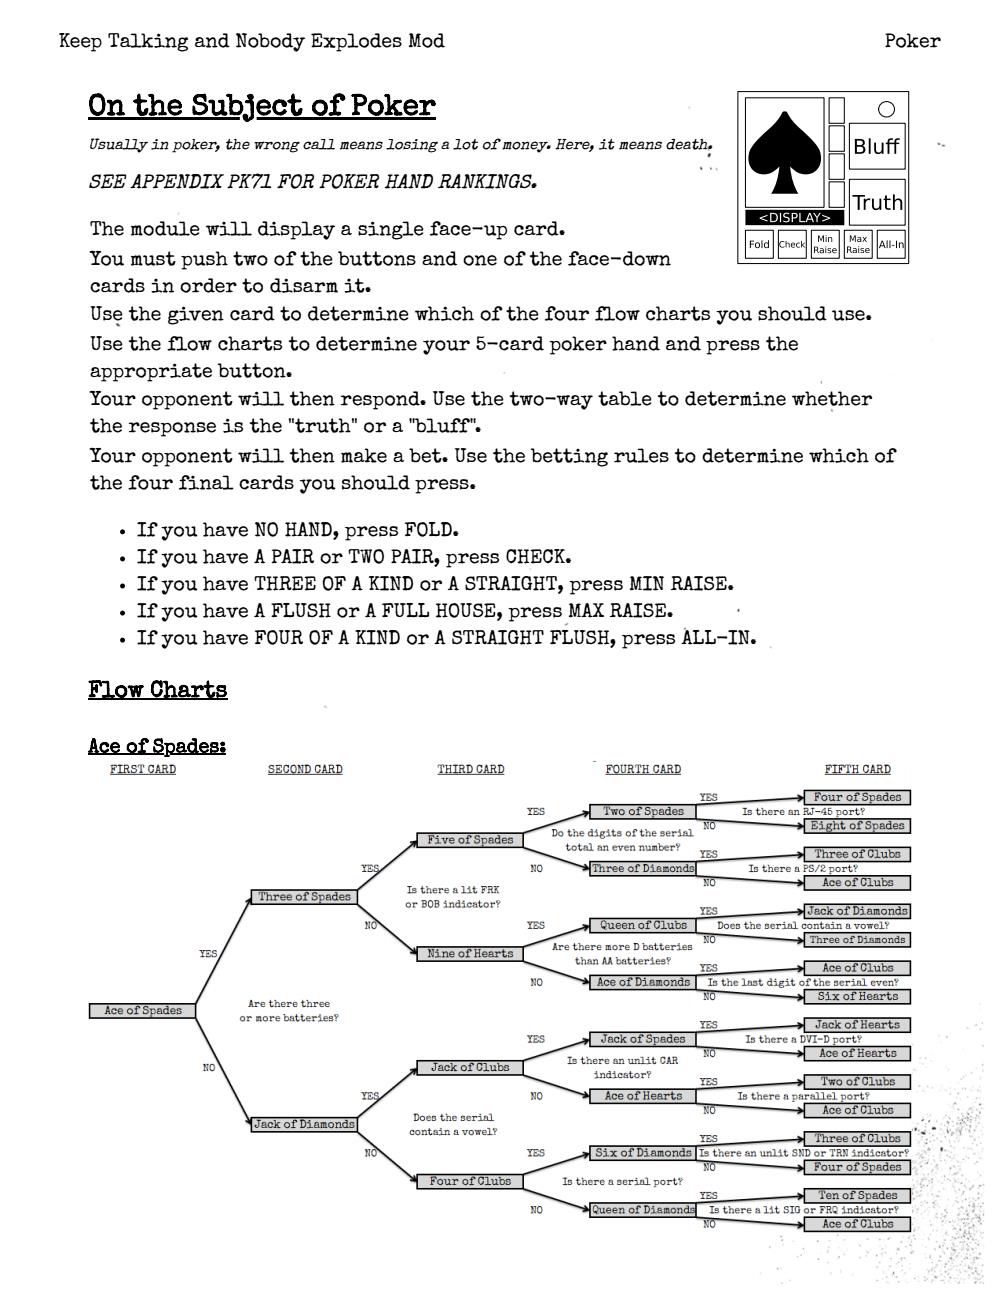 Keep Talking and Nobody Explodes Mod
Poker
On the Subject of Poker
Usually in poker, the wrong call means losing a lot of money. Here, it means death.
SEE APPENDIX PK71 FOR POKER HAND RANKINGS.
Bluff
Truth
<DISPLAY>
Fold
Check
Min Raise
Max Raise
All-In
The module will display a single face-up card.
You must push two of the buttons and one of the face-down
cards in order to disarm it.
Use the given card to determine which of the four flow charts you should use.
Use the flow charts to determine your 5-card poker hand and press the
appropriate button.
Your opponent will then respond. Use the two-way table to determine whether
the response is the "truth" or a "bluff".
Your opponent will then make a bet. Use the betting rules to determine which of
the four final cards you should press.
• If you have NO HAND, press FOLD.
• If you have A PAIR or TWO PAIR, press CHECK.
• If you have THREE OF A KIND or A STRAIGHT, press MIN RAISE.
• If you have A FLUSH or A FULL HOUSE, press MAX RAISE.
• If you have FOUR OF A KIND or A STRAIGHT FLUSH, press ALL-IN.
Flow Charts
Ace of Spades:
FIRST CARD
SECOND CARD
THIRD CARD
FOURTH CARD
FIFTH CARD
Ace of Spades
YES
NO
Are there three
or more batteries?
Three of Spades
YES
NO
Is there a lit FRK
or BOB indicator?
Jack of Diamonds
YES
NO
Does the serial
contain a vowel?
Five of Spades
YES
NO
Do the digits of the serial
total an even number?
Nine of Hearts
YES
NO
Are there more D batteries
than AA batteries?
Jack of Clubs
YES
NO
Is there an unlit CAR
indicator?
Four of Clubs
YES
NO
Is there a serial port?
Two of Spades
YES
Four of Spades
Is there an RJ-45 port?
NO
Eight of Spades
Three of Diamonds
YES
Three of Clubs
Is there a PS/2 port?
NO
Ace of Clubs
Queen of Clubs
YES
Jack of Diamonds
Does the serial contain a vowel?
NO
Three of Diamonds
Ace of Diamonds
YES
Ace of Clubs
Is the last digit of the serial even?
NO
Six of Hearts
Jack of Spades
YES
Jack of Hearts
Is there a DVI-D port?
NO
Ace of Hearts
Ace of Hearts
YES
Two of Clubs
Is there a parallel port?
NO
Ace of Clubs
Six of Diamonds
YES
Three of Clubs
Is there an unlit SND or TRN indicator?
NO
Four of Spades
Queen of Diamonds
YES
Ten of Spades
Is there a lit SIG or FRQ indicator?
NO
Ace of Clubs